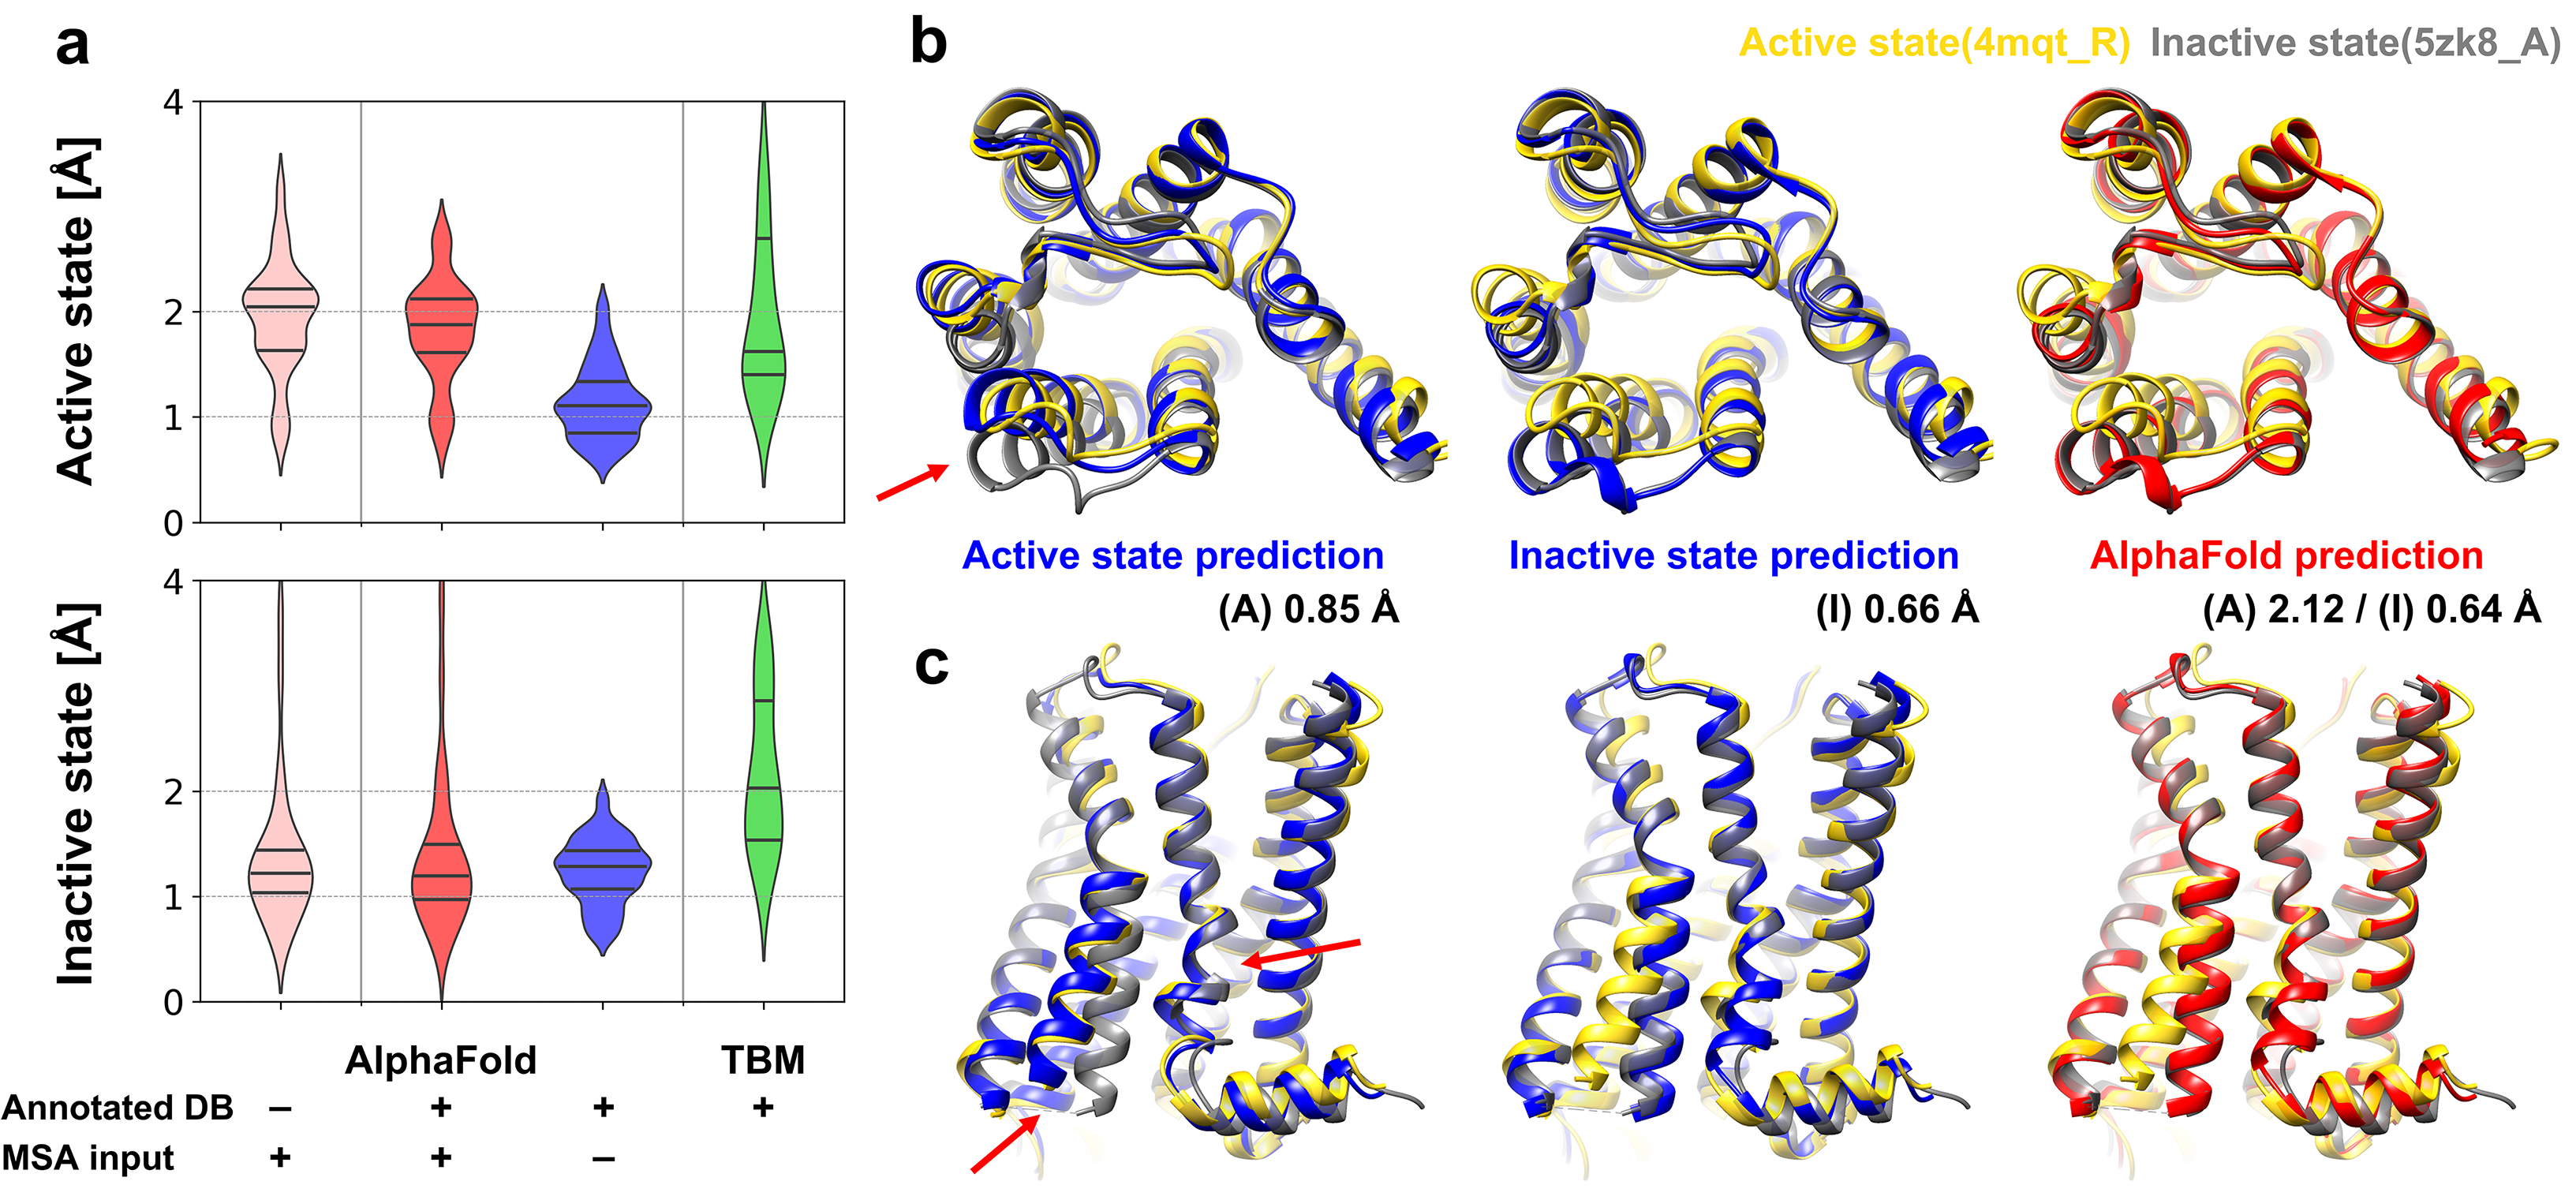 a
Active state [Å]
4
2
1
0
Inactive state [Å]
4
2
1
0
AlphaFold TBM
Annotated DB – + + +
MSA input + + –
b
Active state(4mqt_R) Inactive state(5zk8_A)
Active state prediction
(A) 0.85 Å
Inactive state prediction
(I) 0.66 Å
AlphaFold prediction
(A) 2.12 / (I) 0.64 Å
c